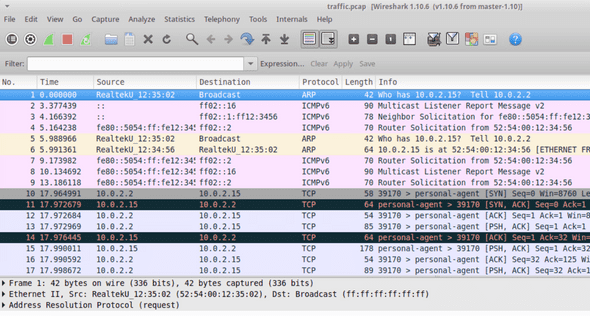 traffic.pcap [Wireshark 1.10.6 (v1.10.6 from master-1.10)]
File Edit View Go Capture Analyze Statistics Telephony Tools Internals Help
Filter: Expression... Clear Apply Save
No. Time Source Destination Protocol Length Info
1 0.000000 RealtekU_12:35:02 Broadcast ARP 42 Who has 10.0.2.15? Tell 10.0.2.2
2 3.377439 :: ff02::16 ICMPv6 90 Multicast Listener Report Message v2
3 4.166392 :: ff02::1:ff12:3456 ICMPv6 78 Neighbor Solicitation for fe80::5054:ff:fe12:
4 5.168625 fe80::5054:ff:fe12:345 ff02::2 ICMPv6 70 Router Solicitation from 52:54:00:12:34:56
5 5.988966 RealtekU_12:35:02 Broadcast ARP 42 Who has 10.0.2.15? Tell 10.0.2.2
6 5.991361 RealtekU_12:34:56 RealtekU_12:35:02 ARP 64 10.0.2.15 is at 52:54:00:12:34:56 [ETHERNET FR
7 9.173982 fe80::5054:ff:fe12:345 ff02::2 ICMPv6 70 Router Solicitation from 52:54:00:12:34:56
8 10.134692 fe80::5054:ff:fe12:345 ff02::16 ICMPv6 90 Multicast Listener Report Message v2
9 13.186118 fe80::5054:ff:fe12:345 ff02::2 ICMPv6 70 Router Solicitation from 52:54:00:12:34:56
10 17.964991 10.0.2.2 10.0.2.15 TCP 58 39170 > personal-agent [SYN] Seq=0 Win=8760 Le
11 17.972679 10.0.2.15 10.0.2.2 TCP 64 personal-agent > 39170 [SYN, ACK] Seq=0 Ack=1
12 17.972684 10.0.2.2 10.0.2.15 TCP 54 39170 > personal-agent [ACK] Seq=1 Ack=1 Win=8
13 17.972969 10.0.2.2 10.0.2.15 TCP 85 39170 > personal-agent [PSH, ACK] Seq=1 Ack=1
14 17.976445 10.0.2.15 10.0.2.2 TCP 64 personal-agent > 39170 [ACK] Seq=1 Ack=32 Win=
15 17.990011 10.0.2.15 10.0.2.2 TCP 178 personal-agent > 39170 [PSH, ACK] Seq=1 Ack=32
16 17.990592 10.0.2.2 10.0.2.15 TCP 54 39170 > personal-agent [ACK] Seq=32 Ack=125 Wi
17 17.998672 10.0.2.2 10.0.2.15 TCP 89 39170 > personal-agent [PSH, ACK] Seq=32 Ack=1
Frame 1: 42 bytes on wire (336 bits), 42 bytes captured (336 bits)
Ethernet II, Src: RealtekU_12:35:02 (52:54:00:12:35:02), Dst: Broadcast (ff:ff:ff:ff:ff:ff)
Address Resolution Protocol (request)